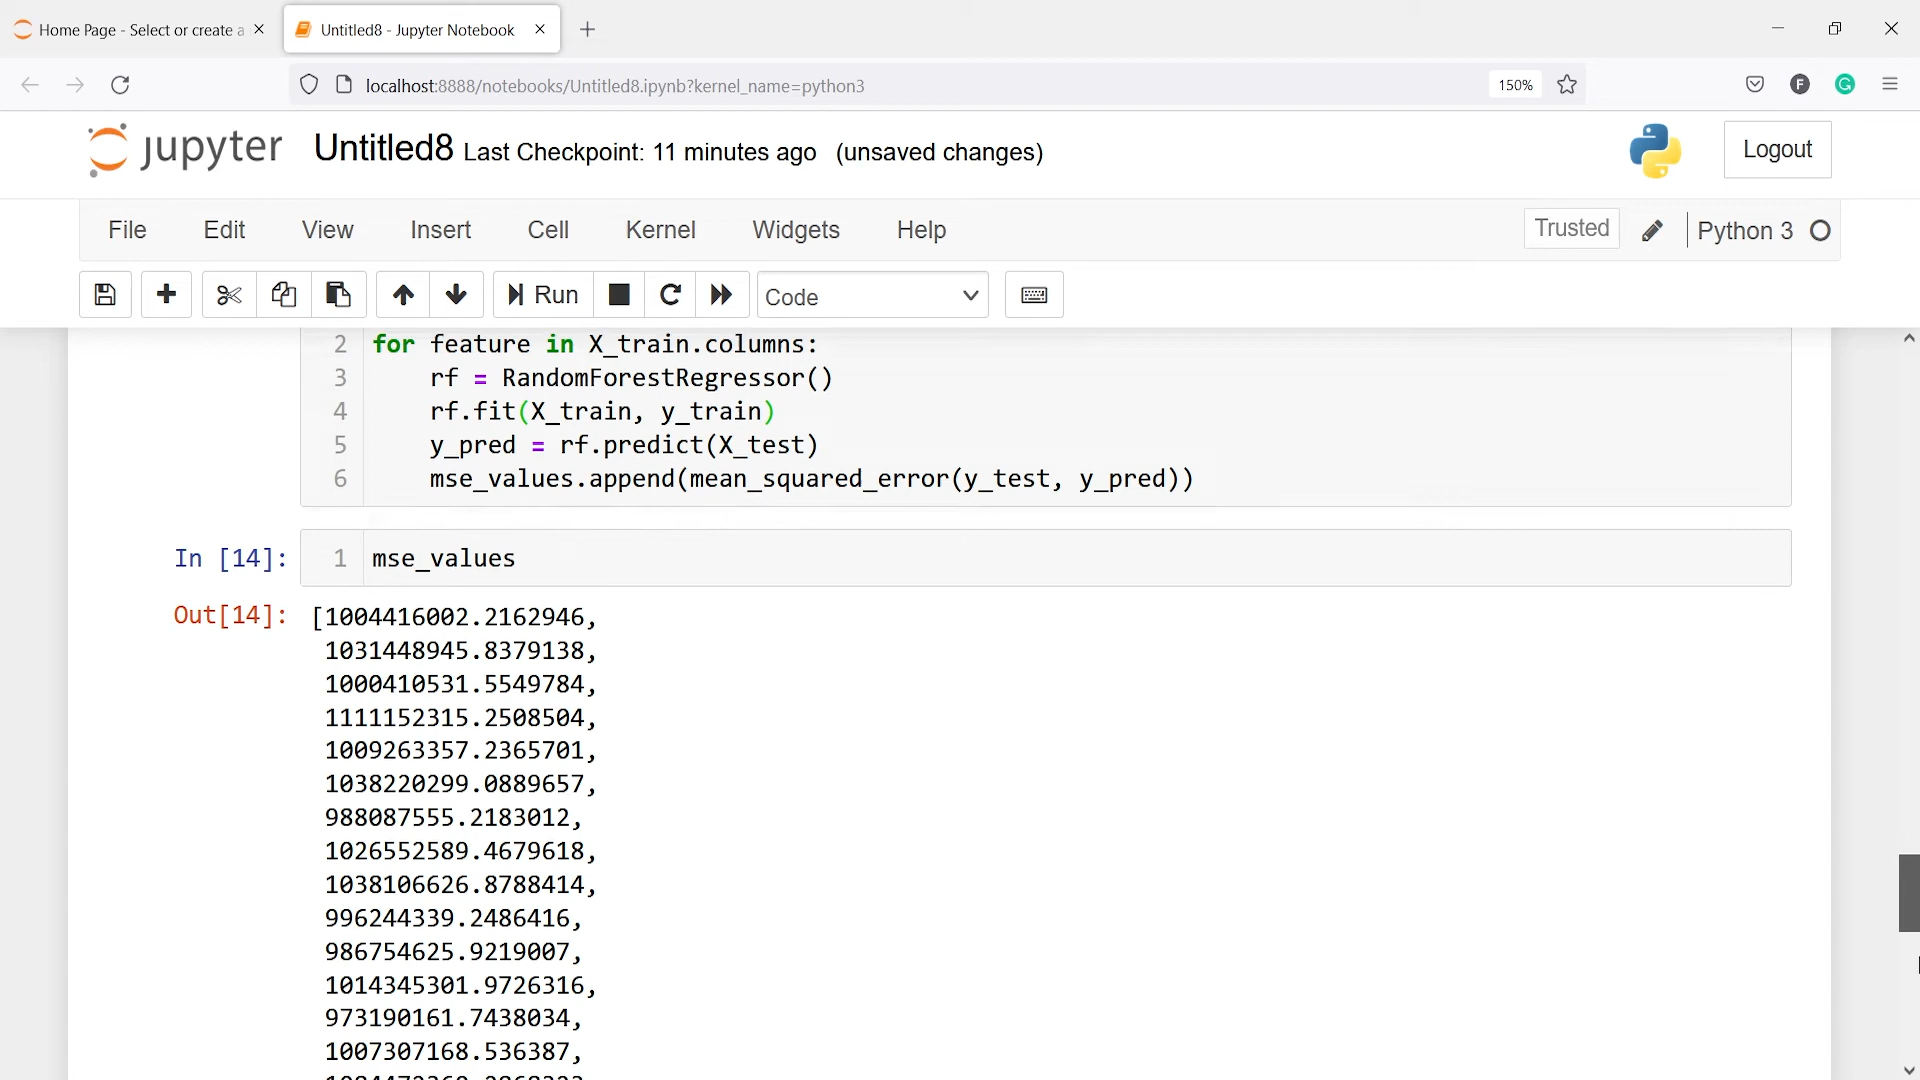 Home Page - Select or create a
Untitled8 - Jupyter Notebook
localhost:8888/notebooks/Untitled8.ipynb?kernel_name=python3
150%
F
G
jupyter Untitled8 Last Checkpoint: 11 minutes ago (unsaved changes)
Logout
File Edit View Insert Cell Kernel Widgets Help
Trusted
Python 3
Run
Code
2 for feature in X_train.columns:
3 rf = RandomForestRegressor()
4 rf.fit(X_train, y_train)
5 y_pred = rf.predict(X_test)
6 mse_values.append(mean_squared_error(y_test, y_pred))
In [14]: 1 mse_values
Out[14]: [1004416002.2162946,
1031448945.8379138,
1000410531.5549784,
1111152315.2508504,
1009263357.2365701,
1038220299.0889657,
988087555.2183012,
1026552589.4679618,
1038106626.8788414,
996244339.2486416,
986754625.9219007,
1014345301.9726316,
973190161.7438034,
1007307168.536387,